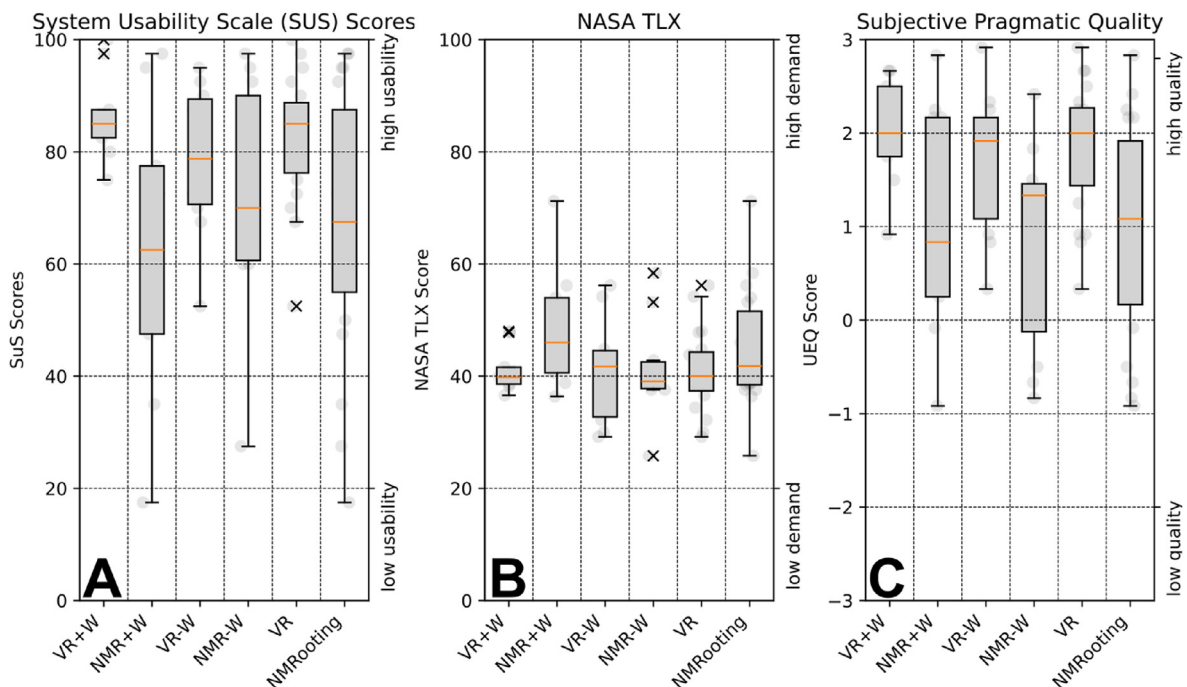 System Usability Scale (SUS) Scores
100
80
60
40
20
0
SuS Scores
high usability
low usability
A
VR+W
NMR+W
VR-W
NMR-W
VR
NMRooting
NASA TLX
100
80
60
40
20
0
NASA TLX Score
high demand
low demand
B
VR+W
NMR+W
VR-W
NMR-W
VR
NMRooting
Subjective Pragmatic Quality
3
2
1
0
−1
−2
−3
UEQ Score
high quality
low quality
C
VR+W
NMR+W
VR-W
NMR-W
VR
NMRooting